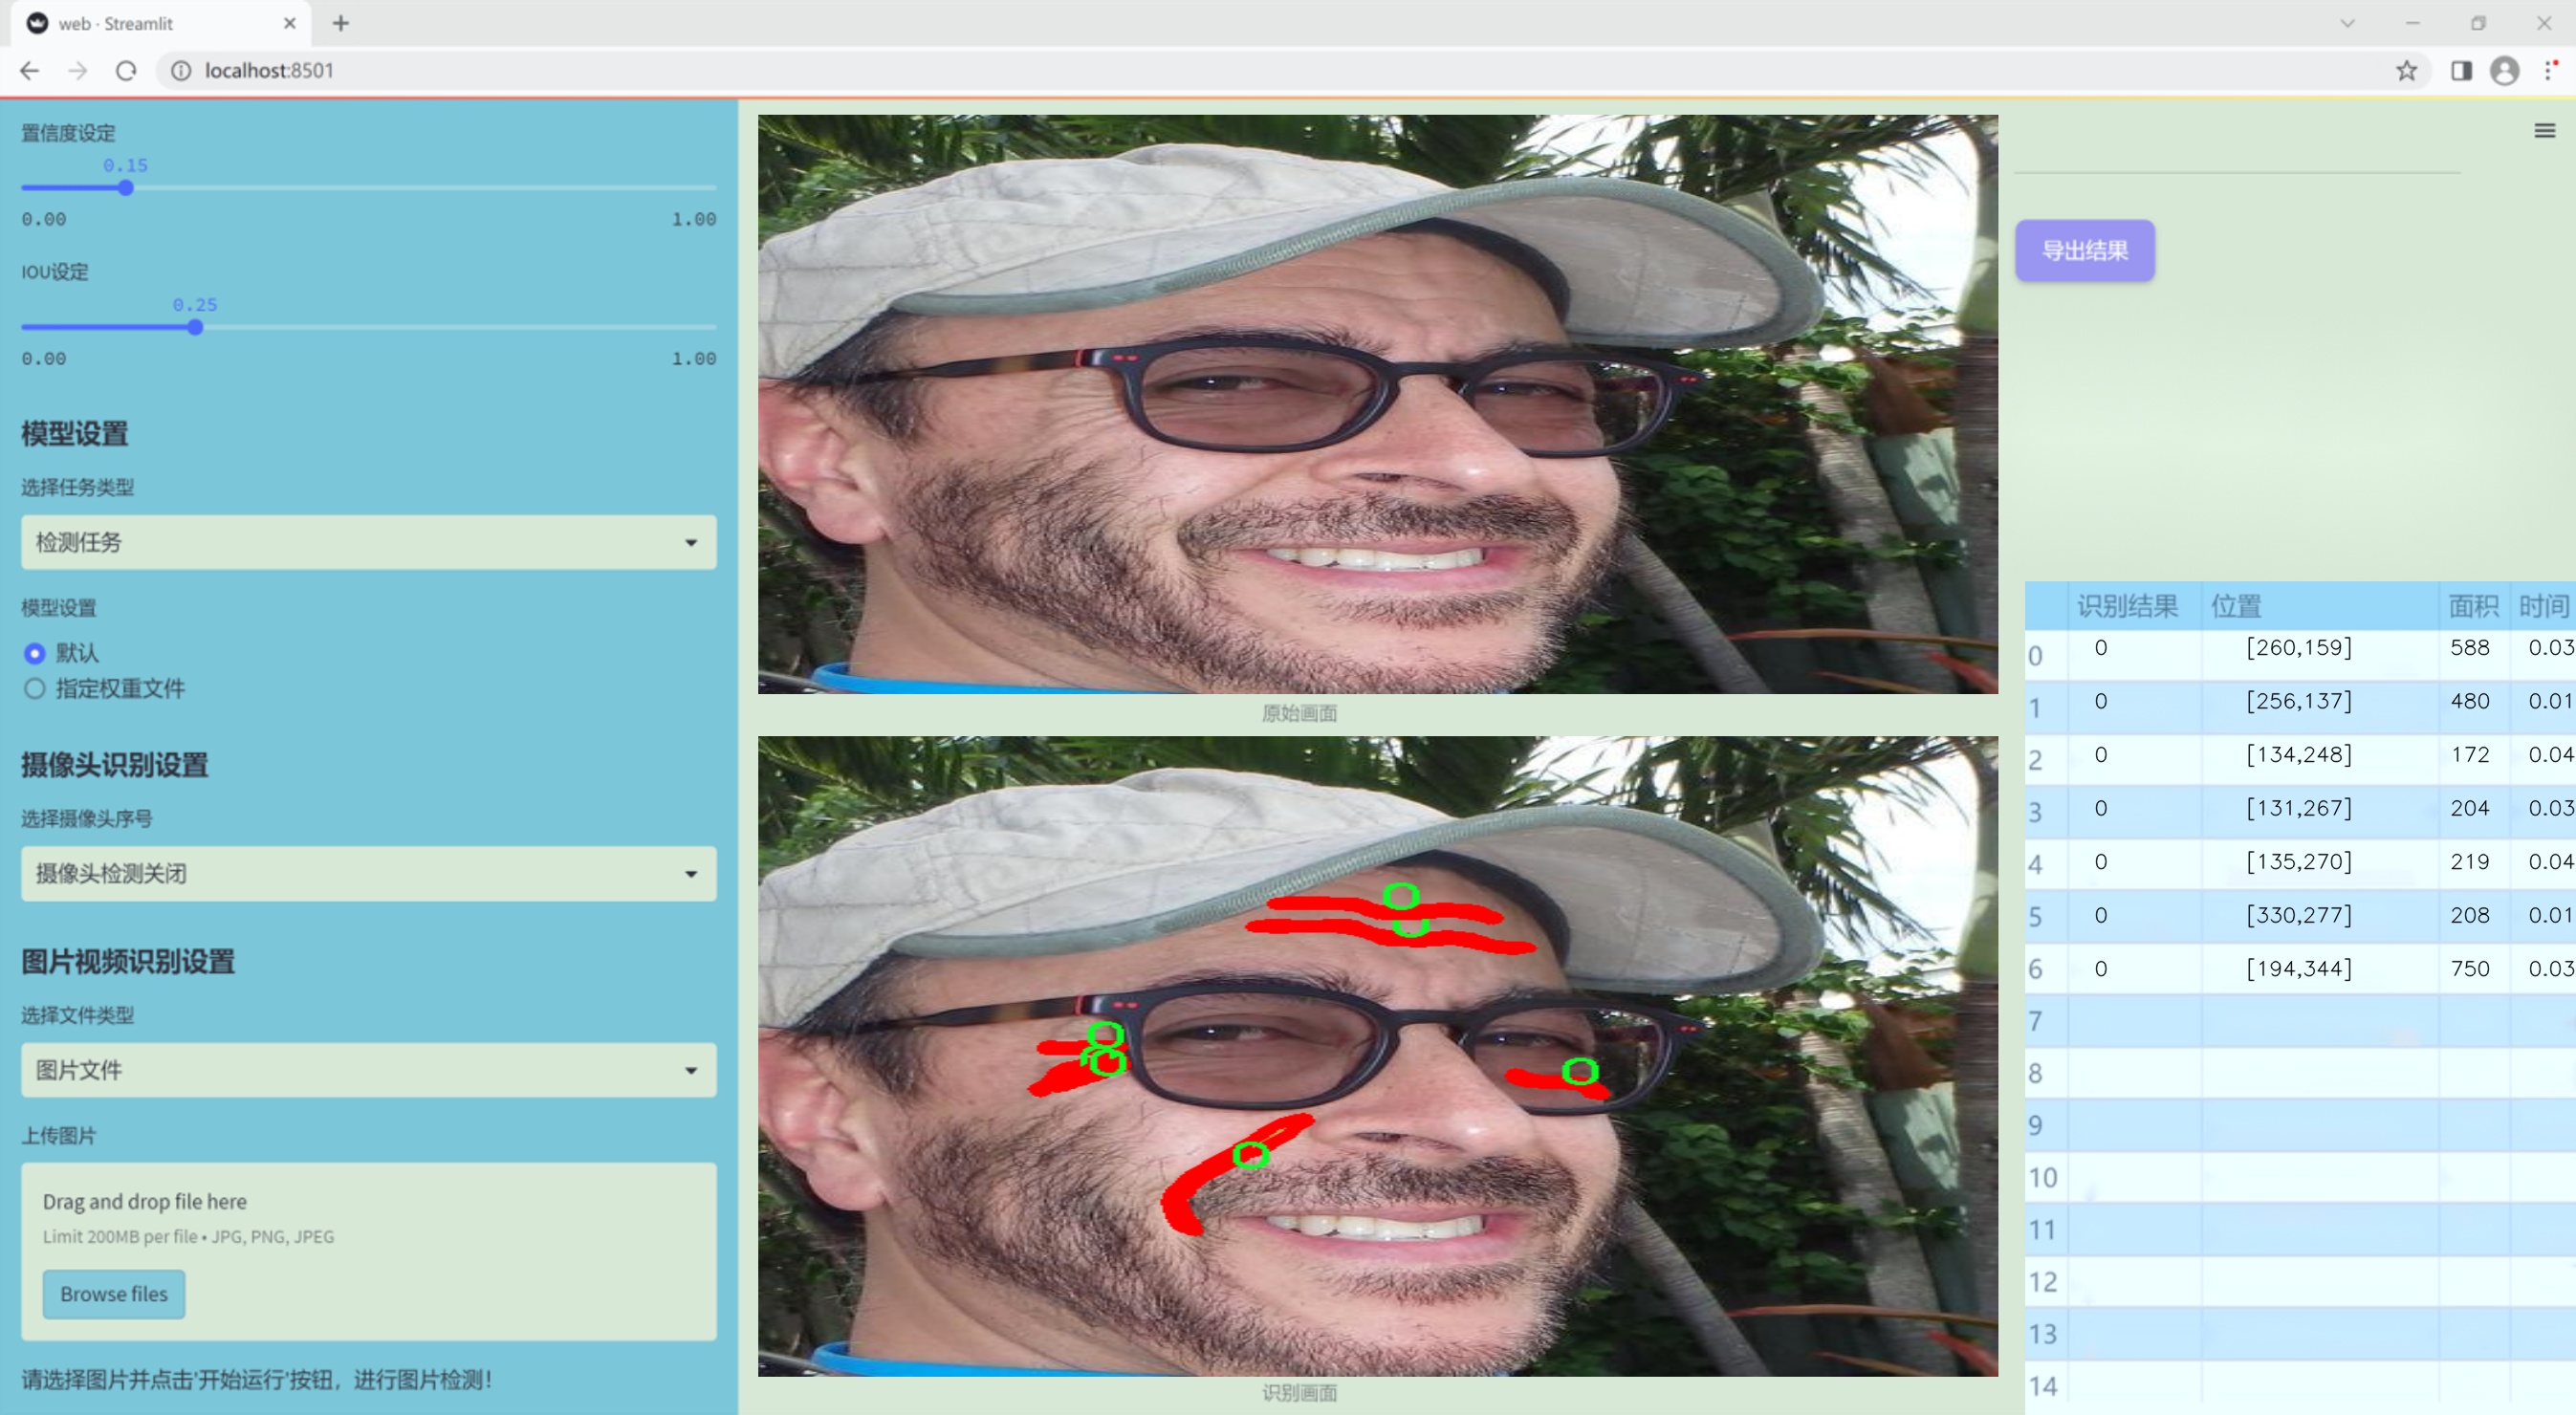 web · Streamlit
localhost:8501
置信度设定
0.15
0.00 1.00
IOU设定
0.25
0.00 1.00
模型设置
选择任务类型
检测任务
模型设置
默认
指定权重文件
摄像头识别设置
选择摄像头序号
摄像头检测关闭
图片视频识别设置
选择文件类型
图片文件
上传图片
Drag and drop file here
Limit 200MB per file • JPG, PNG, JPEG
Browse files
请选择图片并点击'开始运行'按钮，进行图片检测！
原始画面
识别画面
导出结果
识别结果 位置 面积 时间
0 0 [260,159] 588 0.03
1 0 [256,137] 480 0.01
2 0 [134,248] 172 0.04
3 0 [131,267] 204 0.03
4 0 [135,270] 219 0.04
5 0 [330,277] 208 0.01
6 0 [194,344] 750 0.03
7
8
9
10
11
12
13
14